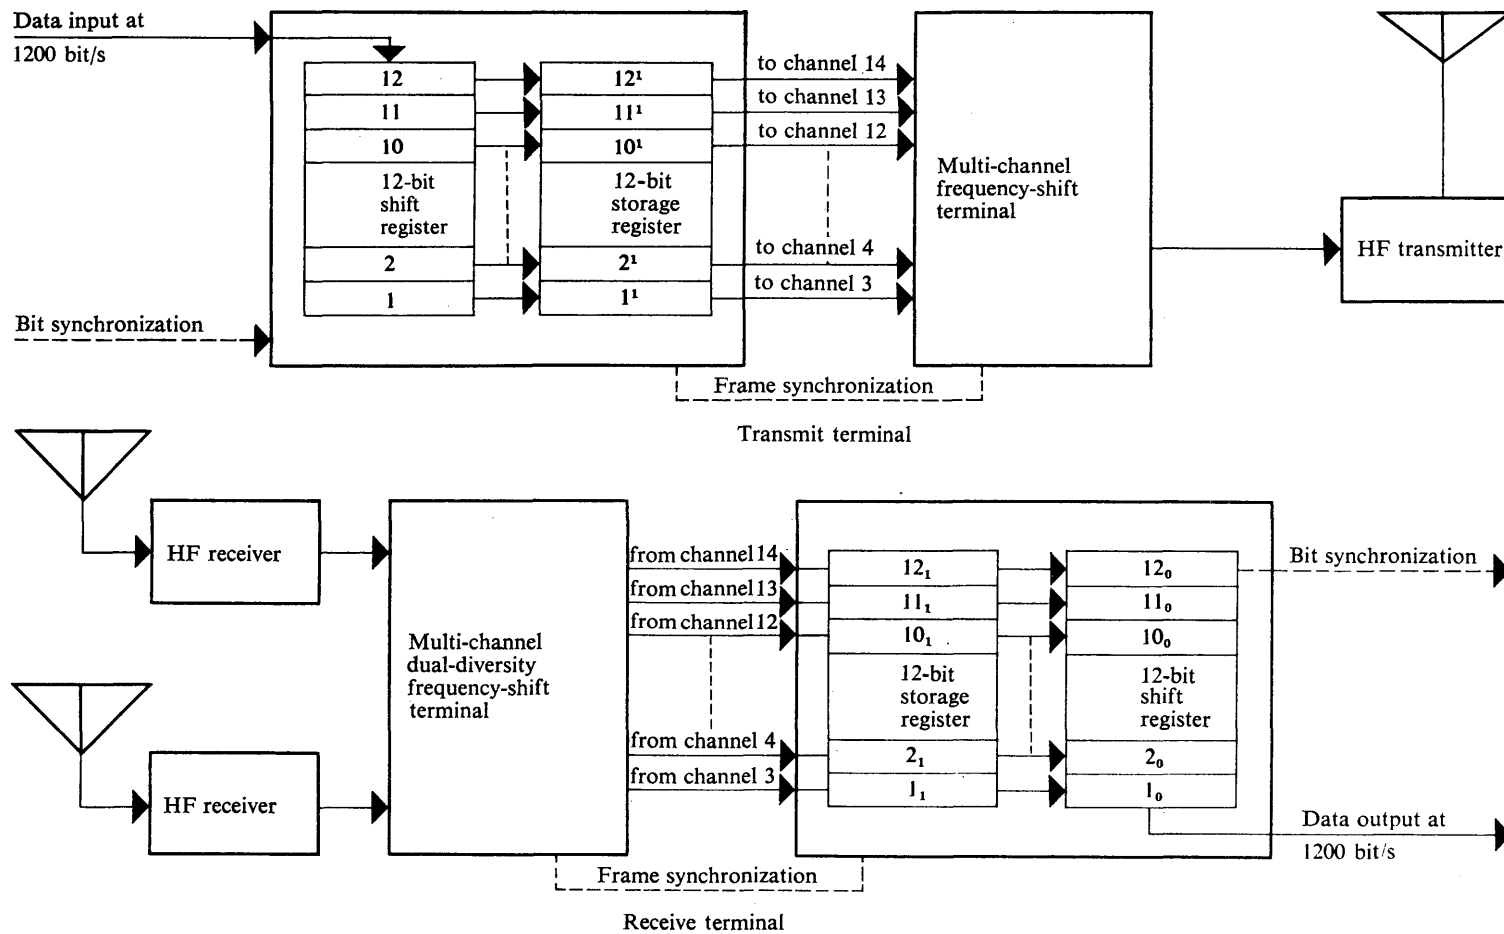 Data input at
1200 bit/s
12
11
10
12-bit
shift
register
2
1
12¹
11¹
10¹
12-bit
storage
register
2¹
1¹
to channel 14
to channel 13
to channel 12
to channel 4
to channel 3
Multi-channel
frequency-shift
terminal
HF transmitter
Bit synchronization
Frame synchronization
Transmit terminal
HF receiver
HF receiver
Multi-channel
dual-diversity
frequency-shift
terminal
from channel 14
from channel 13
from channel 12
from channel 4
from channel 3
12₁
11₁
10₁
12-bit
storage
register
2₁
1₁
12₀
11₀
10₀
12-bit
shift
register
2₀
1₀
Bit synchronization
Data output at
1200 bit/s
Frame synchronization
Receive terminal